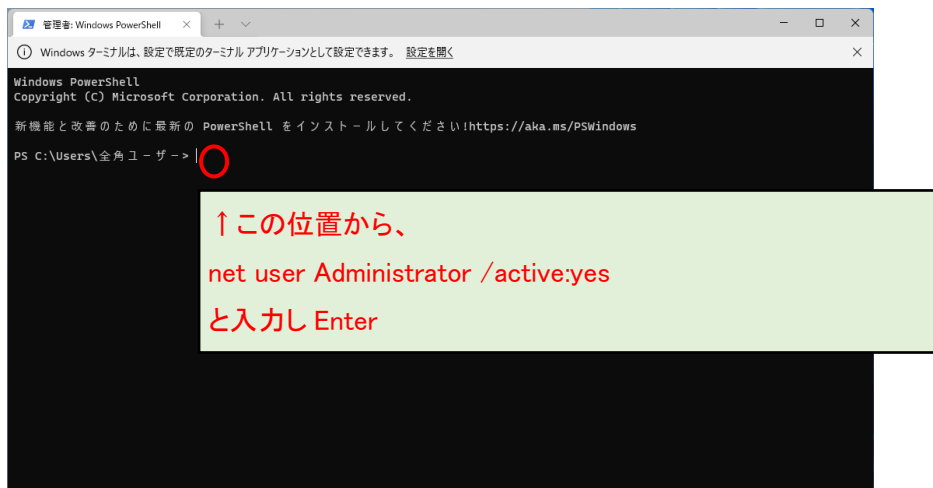 管理者: Windows PowerShell
Windows ターミナルは、設定で既定のターミナル アプリケーションとして設定できます。 設定を開く
Windows PowerShell
Copyright (C) Microsoft Corporation. All rights reserved.
新機能と改善のために最新の PowerShell をインストールしてください!https://aka.ms/PSWindows
PS C:\Users\全角ユーザー>
↑この位置から、
net user Administrator /active:yes
と入力し Enter